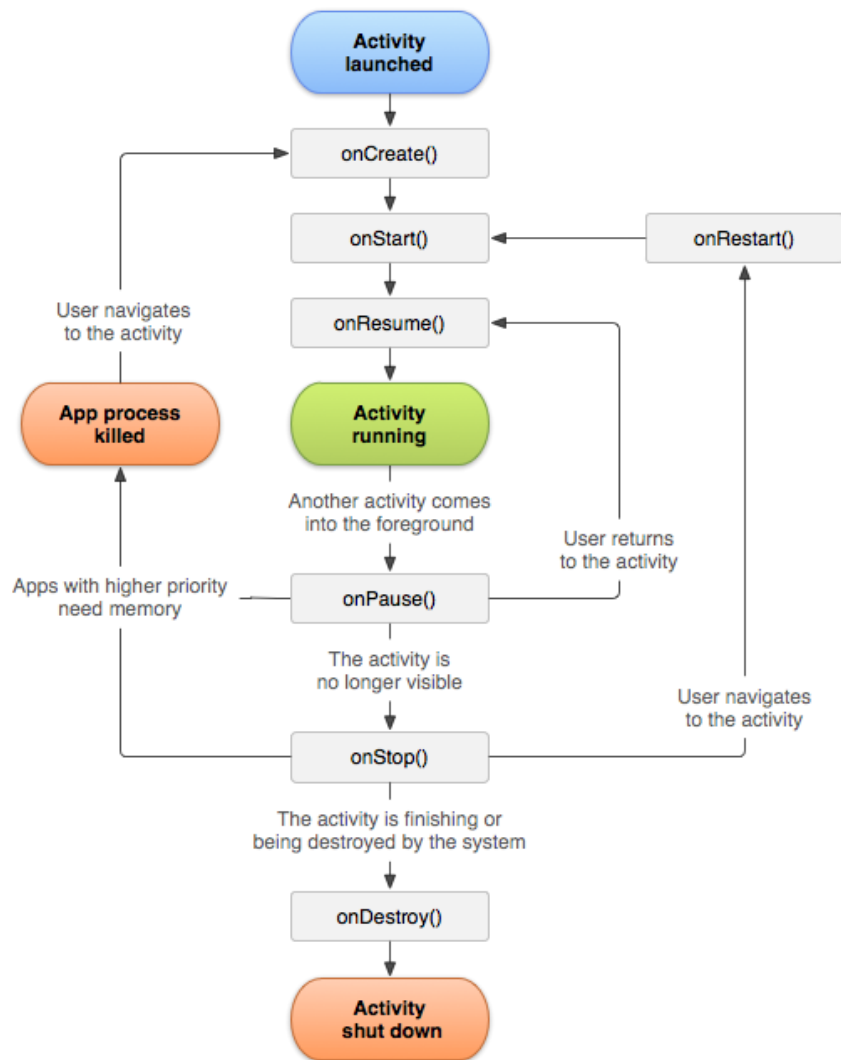 Activity
launched
onCreate()
onStart()
onRestart()
User navigates
to the activity
onResume()
App process
killed
Activity
running
Another activity comes
into the foreground
User returns
to the activity
Apps with higher priority
need memory
onPause()
The activity is
no longer visible
User navigates
to the activity
onStop()
The activity is finishing or
being destroyed by the system
onDestroy()
Activity
shut down